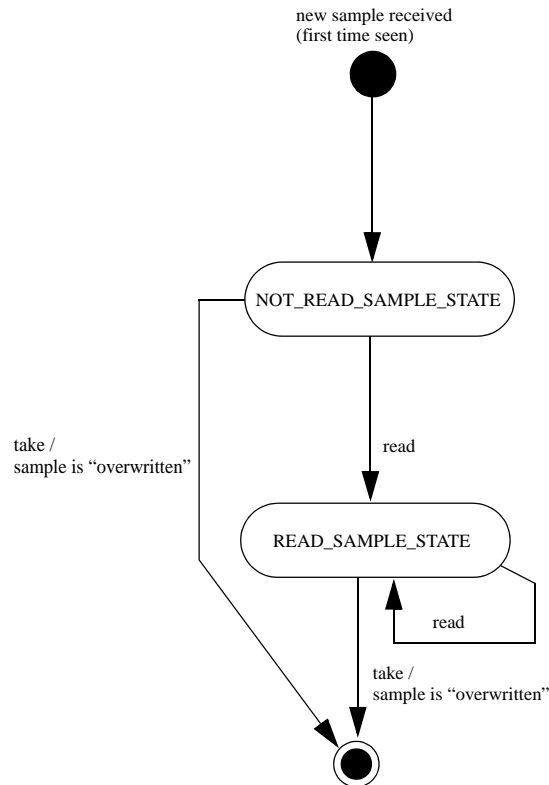 new sample received
(first time seen)
NOT_READ_SAMPLE_STATE
take /
sample is “overwritten”
read
READ_SAMPLE_STATE
read
take /
sample is “overwritten”